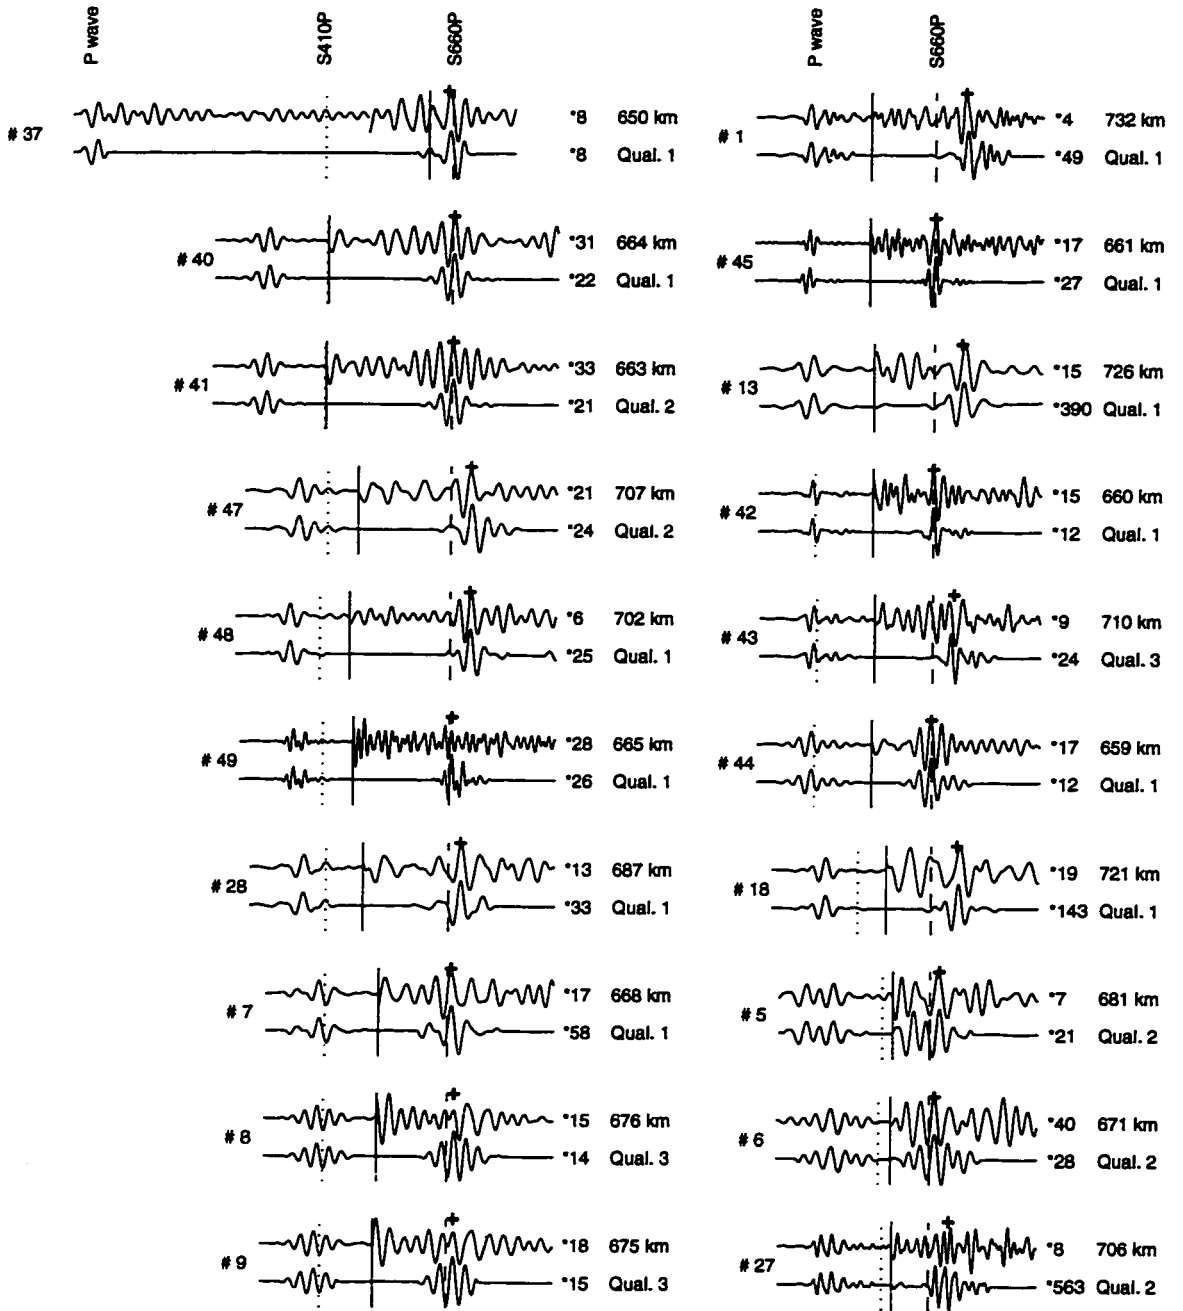 P wave
S410P
S660P
P wave
S660P
# 37
*8 650 km
*8 Qual. 1
# 40
*31 664 km
*22 Qual. 1
# 41
*33 663 km
*21 Qual. 2
# 47
*21 707 km
*24 Qual. 2
# 48
*6 702 km
*25 Qual. 1
# 49
*28 665 km
*26 Qual. 1
# 28
*13 687 km
*33 Qual. 1
# 7
*17 668 km
*58 Qual. 1
# 8
*15 676 km
*14 Qual. 3
# 9
*18 675 km
*15 Qual. 3
# 1
*4 732 km
*49 Qual. 1
# 45
*17 661 km
*27 Qual. 1
# 13
*15 726 km
*390 Qual. 1
# 42
*15 660 km
*12 Qual. 1
# 43
*9 710 km
*24 Qual. 3
# 44
*17 659 km
*12 Qual. 1
# 18
*19 721 km
*143 Qual. 1
# 5
*7 681 km
*21 Qual. 2
# 6
*40 671 km
*28 Qual. 2
# 27
*8 706 km
*563 Qual. 2